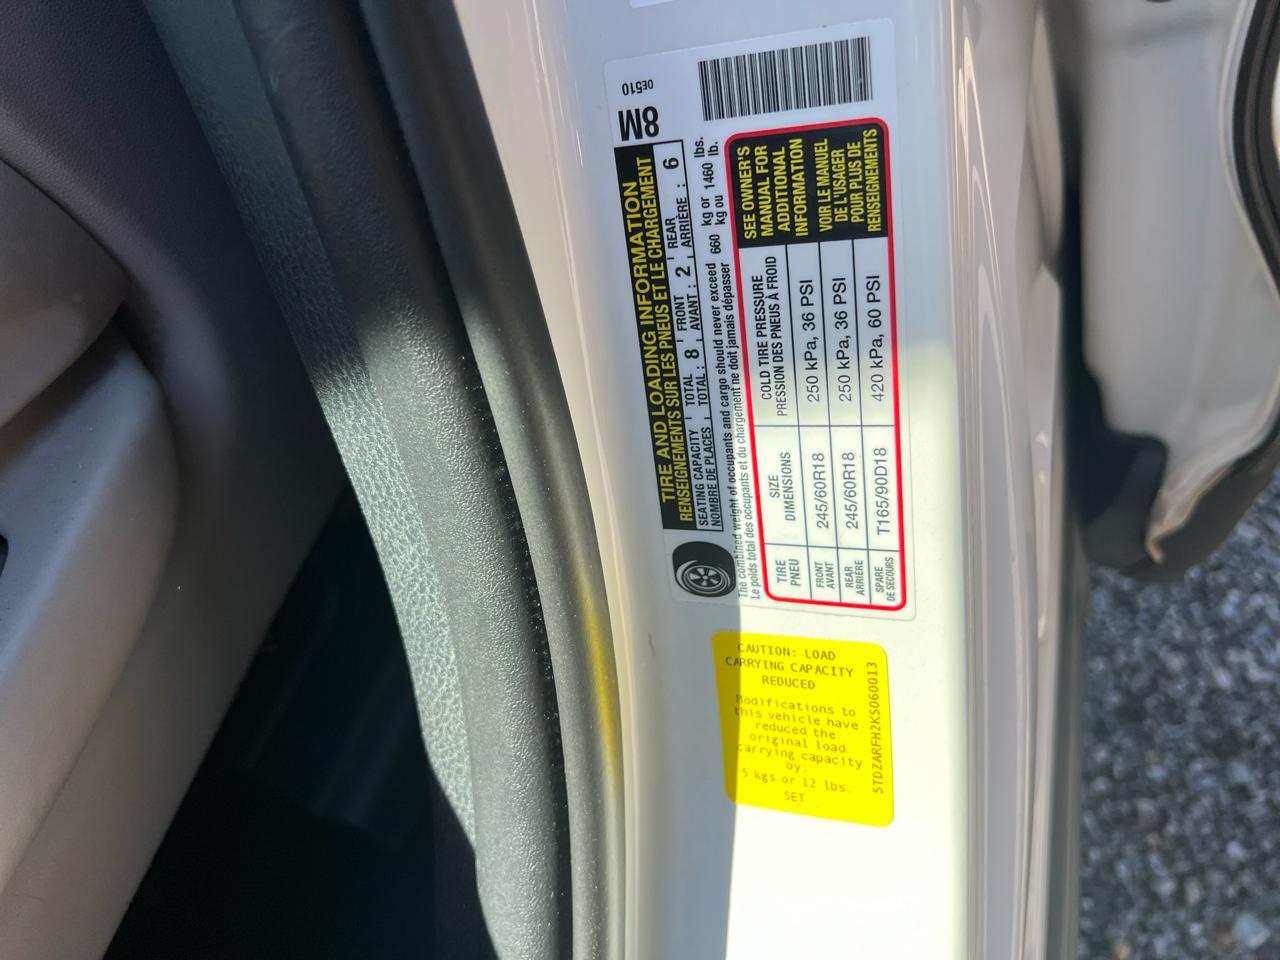 0E510
8M
TIRE AND LOADING INFORMATION
RENSEIGNEMENTS SUR LES PNEUS ET LE CHARGEMENT
SEATING CAPACITY TOTAL FRONT REAR
NOMBRE DE PLACES TOTAL : 8 AVANT : 2 ARRIÈRE : 6
The combined weight of occupants and cargo should never exceed 660 kg or 1460 lbs.
Le poids total des occupants et du chargement ne doit jamais dépasser 660 kg ou 1460 lb.
TIRE SIZE COLD TIRE PRESSURE
PNEU DIMENSIONS PRESSION DES PNEUS À FROID
FRONT
AVANT 245/60R18 250 kPa, 36 PSI
REAR
ARRIÈRE 245/60R18 250 kPa, 36 PSI
SPARE
DE SECOURS T165/90D18 420 kPa, 60 PSI
SEE OWNER'S
MANUAL FOR
ADDITIONAL
INFORMATION
VOIR LE MANUEL
DE L'USAGER
POUR PLUS DE
RENSEIGNEMENTS
CAUTION: LOAD
CARRYING CAPACITY
REDUCED
Modifications to
this vehicle have
reduced the
original load
carrying capacity
by:
5 kgs or 12 lbs.
SET
5TDZARFH2KS060013